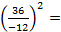 (36/-12)² =